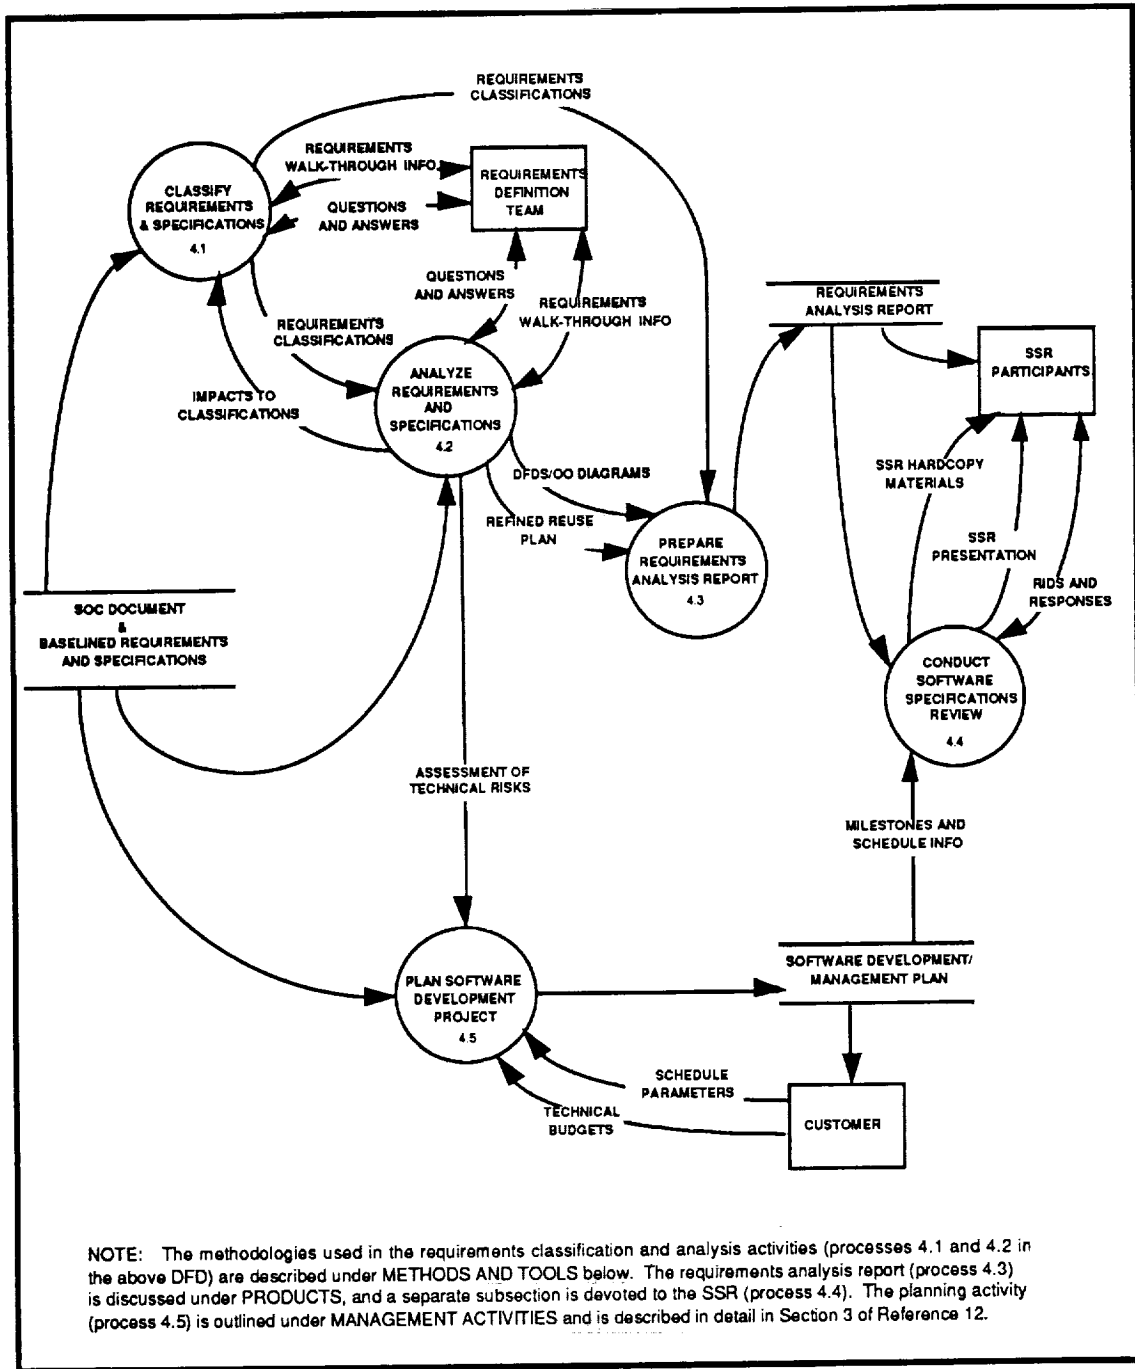 REQUIREMENTS
CLASSIFICATIONS
REQUIREMENTS
WALK-THROUGH INFO
CLASSIFY
REQUIREMENTS
& SPECIFICATIONS
4.1
QUESTIONS
AND ANSWERS
REQUIREMENTS
DEFINITION
TEAM
QUESTIONS
AND ANSWERS
REQUIREMENTS
WALK-THROUGH INFO
REQUIREMENTS
CLASSIFICATIONS
REQUIREMENTS
ANALYSIS REPORT
SSR
PARTICIPANTS
ANALYZE
REQUIREMENTS
AND
SPECIFICATIONS
4.2
IMPACTS TO
CLASSIFICATIONS
DFDS/OO DIAGRAMS
REFINED REUSE
PLAN
SSR HARDCOPY
MATERIALS
SSR
PRESENTATION
RIDS AND
RESPONSES
PREPARE
REQUIREMENTS
ANALYSIS REPORT
4.3
SOC DOCUMENT
&
BASELINED REQUIREMENTS
AND SPECIFICATIONS
CONDUCT
SOFTWARE
SPECIFICATIONS
REVIEW
4.4
ASSESSMENT OF
TECHNICAL RISKS
MILESTONES AND
SCHEDULE INFO
PLAN SOFTWARE
DEVELOPMENT
PROJECT
4.5
SOFTWARE DEVELOPMENT/
MANAGEMENT PLAN
SCHEDULE
PARAMETERS
TECHNICAL
BUDGETS
CUSTOMER
NOTE: The methodologies used in the requirements classification and analysis activities (processes 4.1 and 4.2 in
the above DFD) are described under METHODS AND TOOLS below. The requirements analysis report (process 4.3)
is discussed under PRODUCTS, and a separate subsection is devoted to the SSR (process 4.4). The planning activity
(process 4.5) is outlined under MANAGEMENT ACTIVITIES and is described in detail in Section 3 of Reference 12.